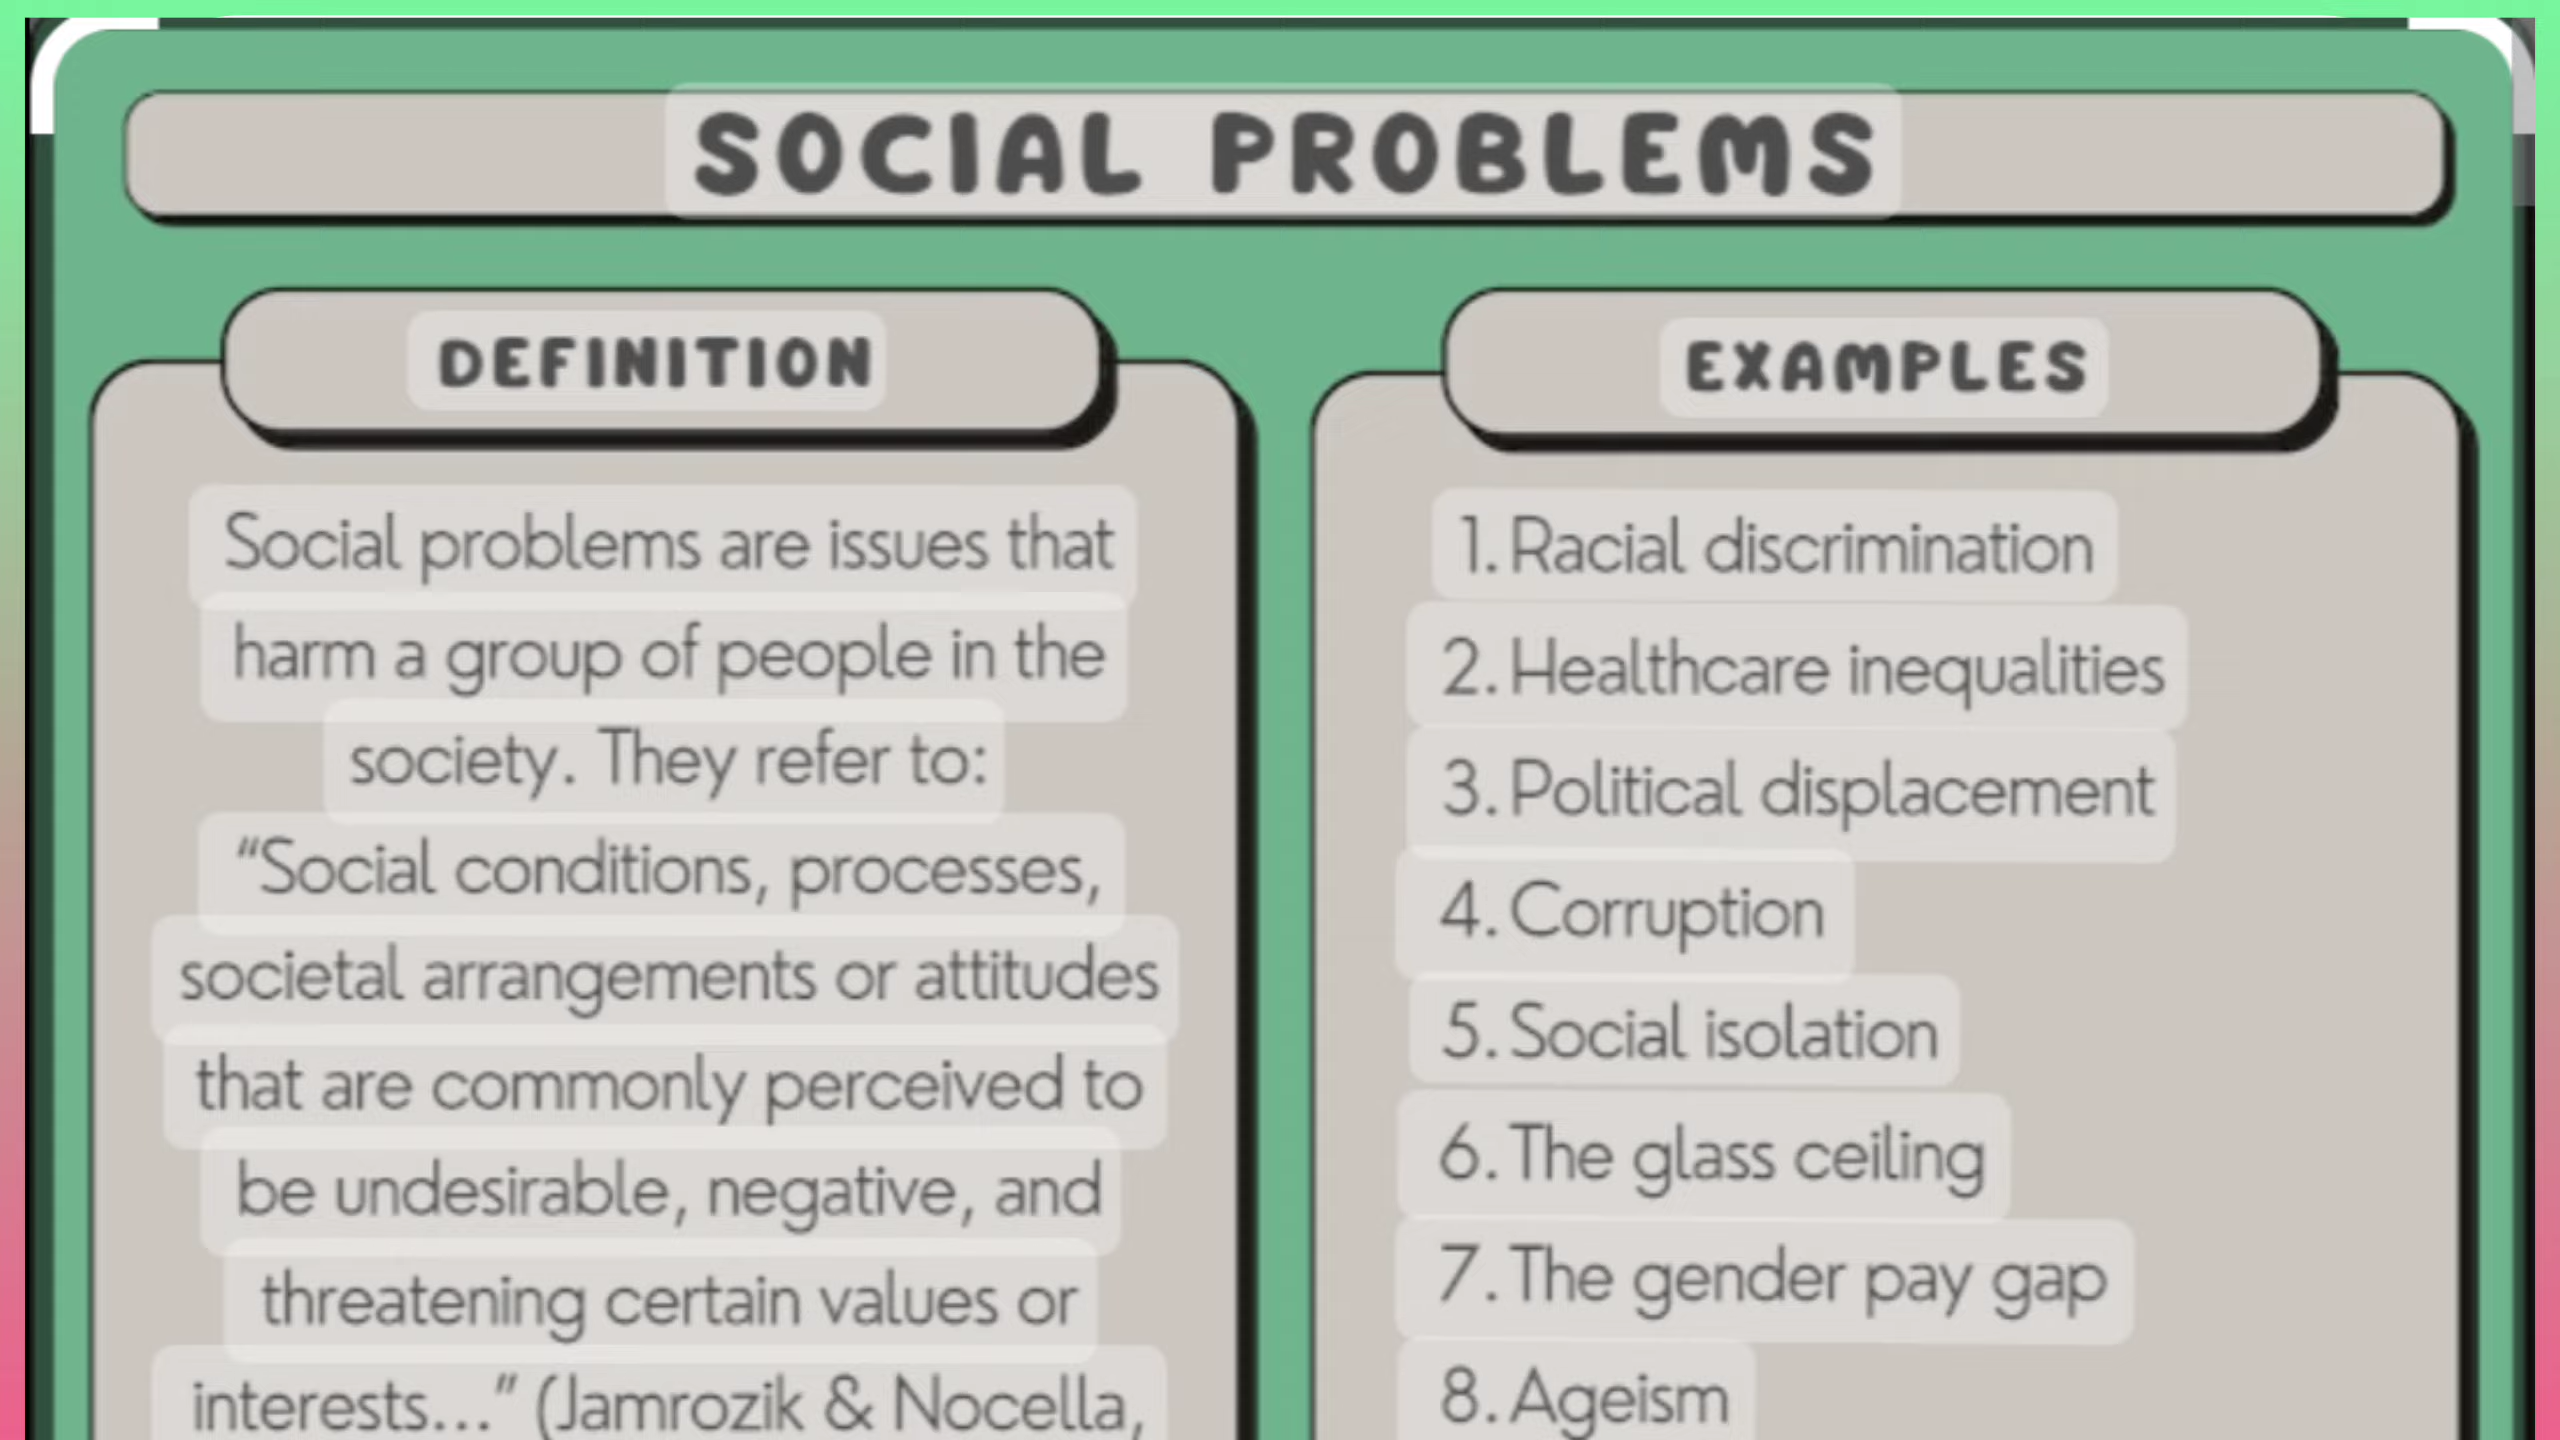 SOCIAL PROBLEMS
DEFINITION
Social problems are issues that
harm a group of people in the
society. They refer to:
“Social conditions, processes,
societal arrangements or attitudes
that are commonly perceived to
be undesirable, negative, and
threatening certain values or
interests...” (Jamrozik & Nocella,
EXAMPLES
1. Racial discrimination
2. Healthcare inequalities
3. Political displacement
4. Corruption
5. Social isolation
6. The glass ceiling
7. The gender pay gap
8. Ageism